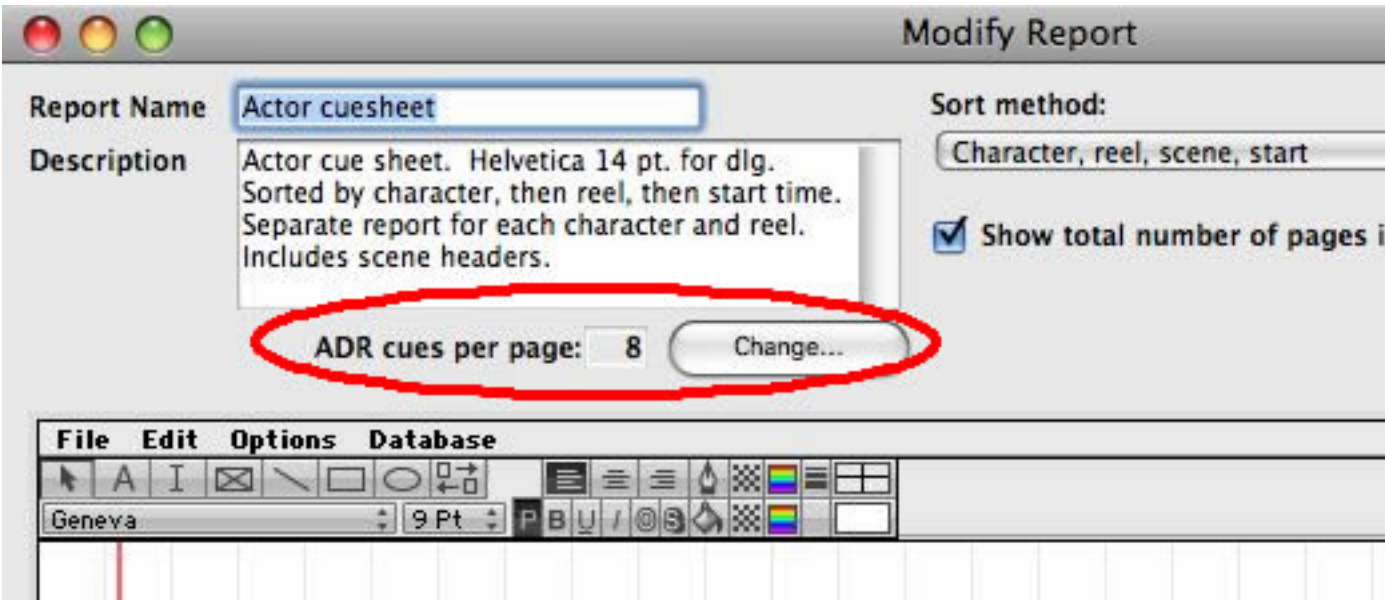 Modify Report
Report Name Actor cuesheet
Sort method:
Description
Actor cue sheet. Helvetica 14 pt. for dlg.
Sorted by character, then reel, then start time.
Separate report for each character and reel.
Includes scene headers.
Character, reel, scene, start
Show total number of pages i
ADR cues per page: 8 Change...
File Edit Options Database
A I
Geneva 9 Pt P B U I O S